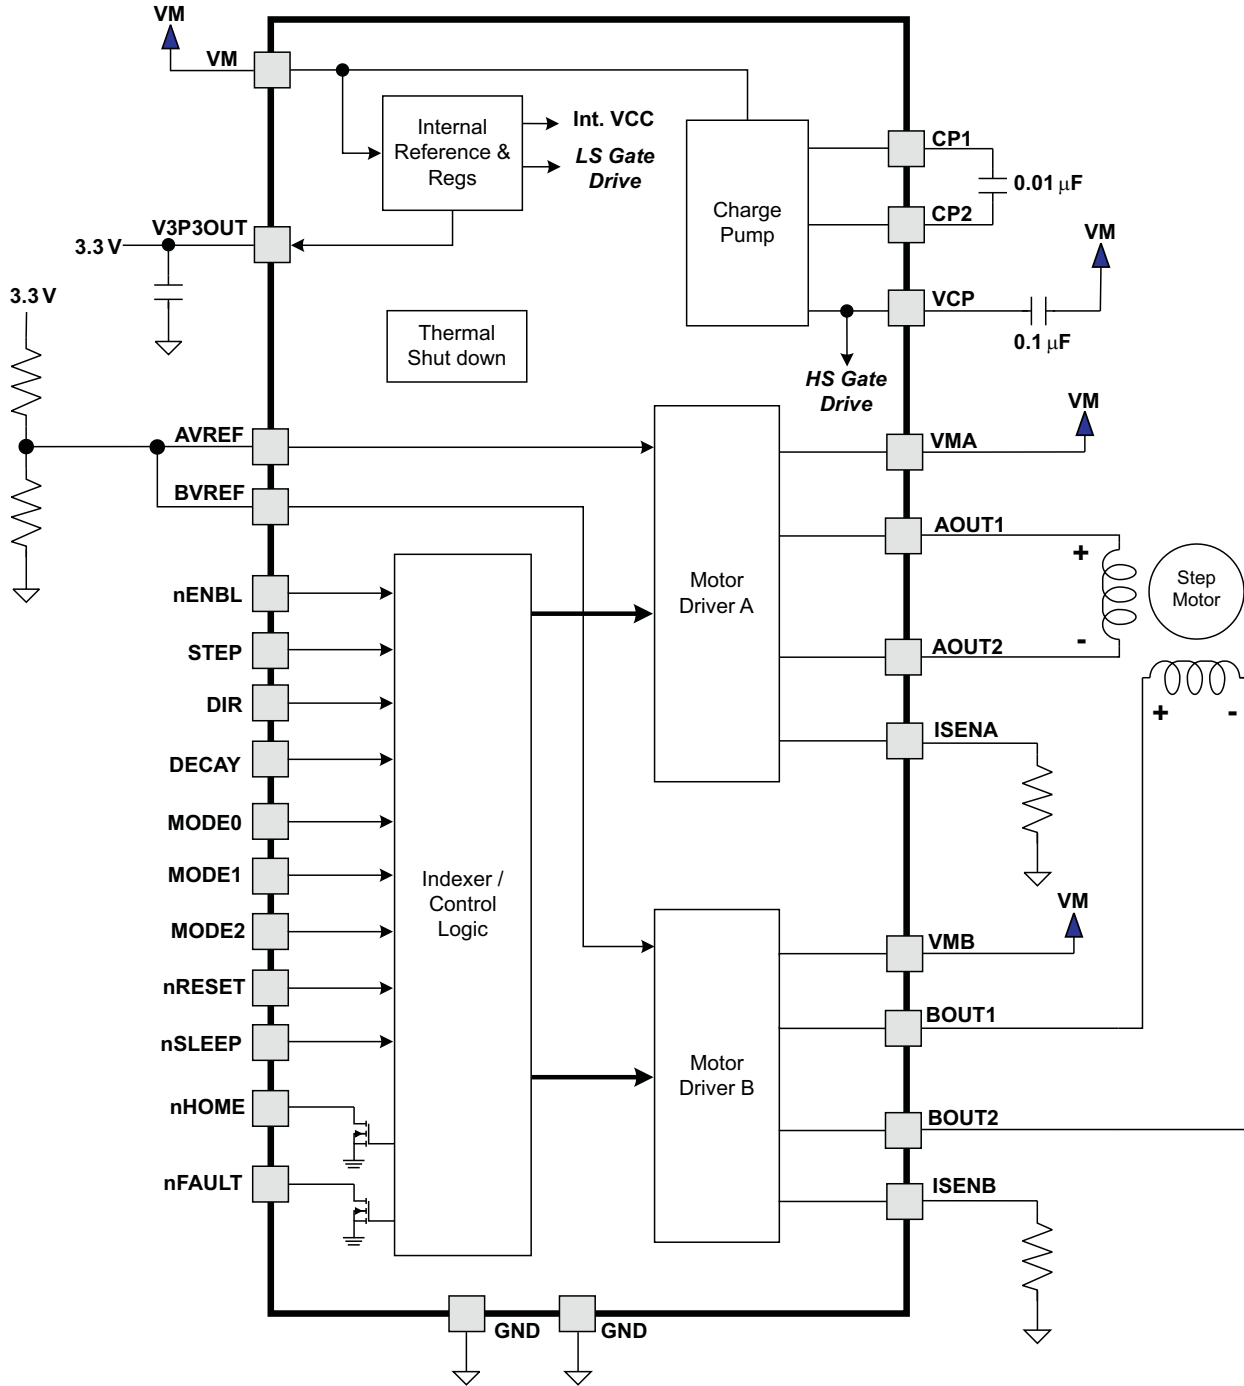 VM
VM
Internal
Reference &
Regs
Int. VCC
LS Gate
Drive
Charge
Pump
CP1
0.01 µF
CP2
V3P3OUT
3.3 V
VM
VCP
0.1 µF
HS Gate
Drive
3.3 V
Thermal
Shut down
AVREF
BVREF
VM
VMA
AOUT1
+
Motor
Driver A
Step
Motor
-
AOUT2
+
-
ISENA
nENBL
STEP
DIR
DECAY
MODE0
MODE1
MODE2
nRESET
nSLEEP
nHOME
nFAULT
Indexer /
Control
Logic
VM
VMB
BOUT1
Motor
Driver B
BOUT2
ISENB
GND
GND